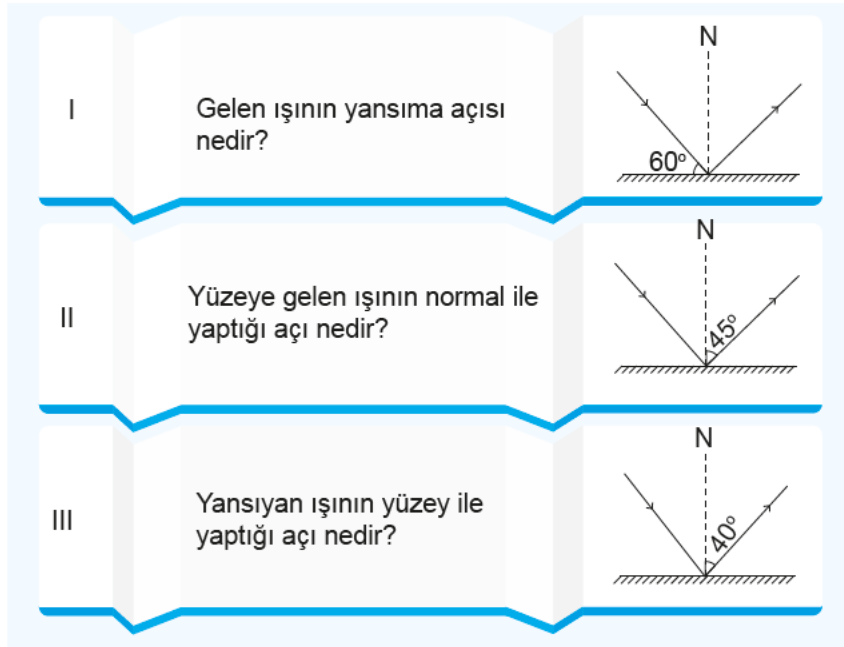 I
Gelen ışının yansıma açısı
nedir?
N
60°
II
Yüzeye gelen ışının normal ile
yaptığı açı nedir?
N
45°
III
Yansıyan ışının yüzey ile
yaptığı açı nedir?
N
40°